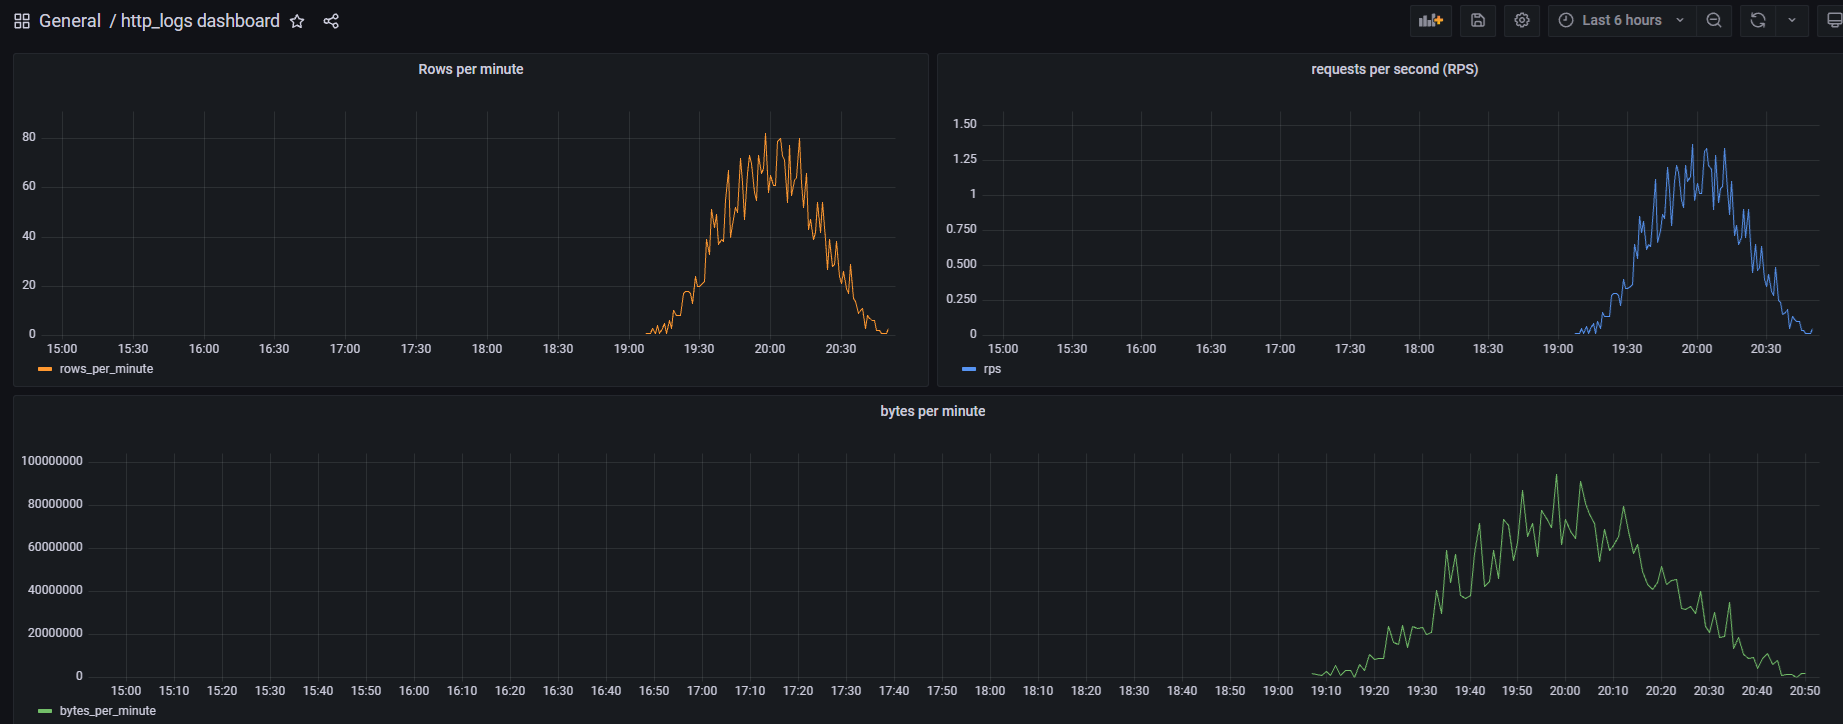 General / http_logs dashboard
Last 6 hours
Rows per minute
80
60
40
20
0
15:00 15:30 16:00 16:30 17:00 17:30 18:00 18:30 19:00 19:30 20:00 20:30
rows_per_minute
requests per second (RPS)
1.50
1.25
1
0.750
0.500
0.250
0
15:00 15:30 16:00 16:30 17:00 17:30 18:00 18:30 19:00 19:30 20:00 20:30
rps
bytes per minute
100000000
80000000
60000000
40000000
20000000
0
15:00 15:10 15:20 15:30 15:40 15:50 16:00 16:10 16:20 16:30 16:40 16:50 17:00 17:10 17:20 17:30 17:40 17:50 18:00 18:10 18:20 18:30 18:40 18:50 19:00 19:10 19:20 19:30 19:40 19:50 20:00 20:10 20:20 20:30 20:40 20:50
bytes_per_minute